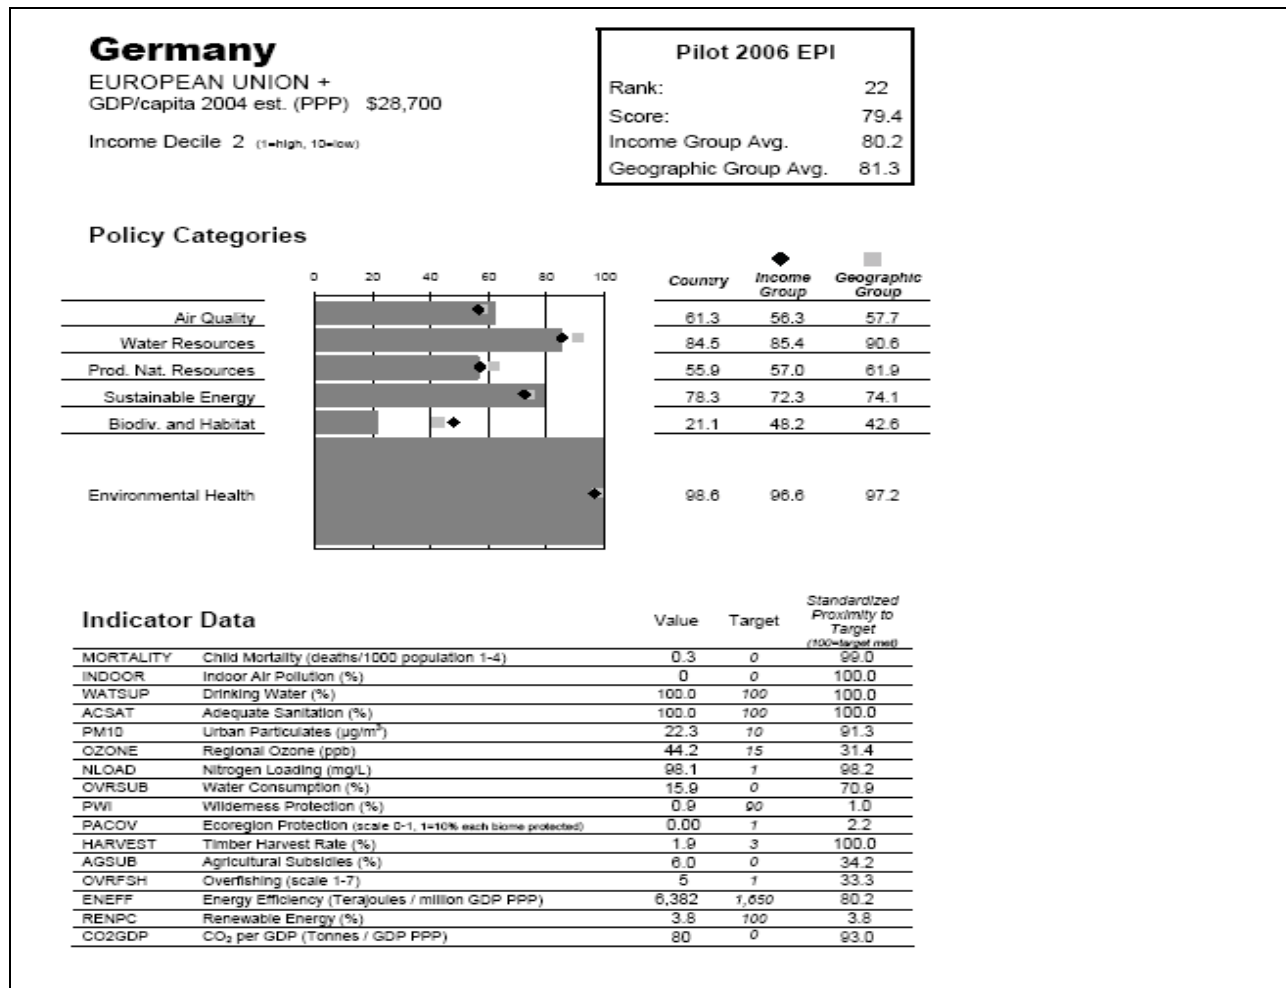 Germany
EUROPEAN UNION +
GDP/capita 2004 est. (PPP) $28,700
Income Decile 2 (1=high, 10=low)
Pilot 2006 EPI
Rank: 22
Score: 79.4
Income Group Avg. 80.2
Geographic Group Avg. 81.3
Policy Categories
0 20 40 60 80 100
Country Income Group Geographic Group
Air Quality 61.3 56.3 57.7
Water Resources 84.5 85.4 90.6
Prod. Nat. Resources 55.9 57.0 61.9
Sustainable Energy 78.3 72.3 74.1
Biodiv. and Habitat 21.1 48.2 42.6
Environmental Health 98.6 96.6 97.2
Indicator Data Value Target Standardized Proximity to Target (100=target met)
MORTALITY Child Mortality (deaths/1000 population 1-4) 0.3 0 99.0
INDOOR Indoor Air Pollution (%) 0 0 100.0
WATSUP Drinking Water (%) 100.0 100 100.0
ACSAT Adequate Sanitation (%) 100.0 100 100.0
PM10 Urban Particulates (µg/m³) 22.3 10 91.3
OZONE Regional Ozone (ppb) 44.2 15 31.4
NLOAD Nitrogen Loading (mg/L) 98.1 1 98.2
OVRSUB Water Consumption (%) 15.9 0 70.9
PWI Wilderness Protection (%) 0.9 90 1.0
PACOV Ecoregion Protection (scale 0-1, 1=10% each biome protected) 0.00 1 2.2
HARVEST Timber Harvest Rate (%) 1.9 3 100.0
AGSUB Agricultural Subsidies (%) 6.0 0 34.2
OVRFSH Overfishing (scale 1-7) 5 1 33.3
ENEFF Energy Efficiency (Terajoules / million GDP PPP) 6,382 1,650 80.2
RENPC Renewable Energy (%) 3.8 100 3.8
CO2GDP CO₂ per GDP (Tonnes / GDP PPP) 80 0 93.0